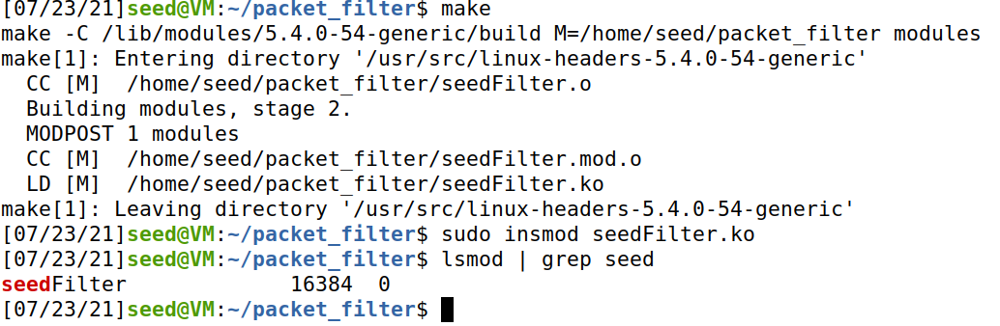 [07/23/21]seed@VM:~/packet_filter$ make
make -C /lib/modules/5.4.0-54-generic/build M=/home/seed/packet_filter modules
make[1]: Entering directory '/usr/src/linux-headers-5.4.0-54-generic'
  CC [M]  /home/seed/packet_filter/seedFilter.o
  Building modules, stage 2.
  MODPOST 1 modules
  CC [M]  /home/seed/packet_filter/seedFilter.mod.o
  LD [M]  /home/seed/packet_filter/seedFilter.ko
make[1]: Leaving directory '/usr/src/linux-headers-5.4.0-54-generic'
[07/23/21]seed@VM:~/packet_filter$ sudo insmod seedFilter.ko
[07/23/21]seed@VM:~/packet_filter$ lsmod | grep seed
seedFilter             16384  0
[07/23/21]seed@VM:~/packet_filter$